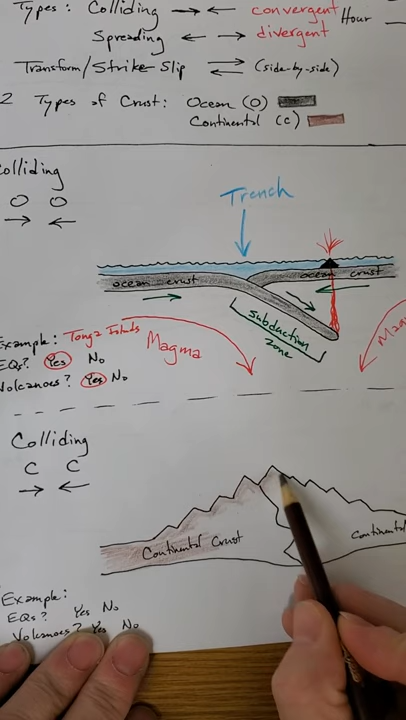 Types: Colliding → ← convergent
Hour
Spreading ← → divergent
Transform/Strike Slip (side-by-side)
2 Types of Crust: Ocean (O)
Continental (C)
Colliding
O O
→ ←
Trench
ocean crust
ocean crust
subduction
zone
Example: Tonga Islands
EQs? Yes No
Volcanoes? Yes No
Magma
Colliding
C C
→ ←
Continental Crust
Continental
Example:
EQs? Yes No
Volcanoes? Yes No